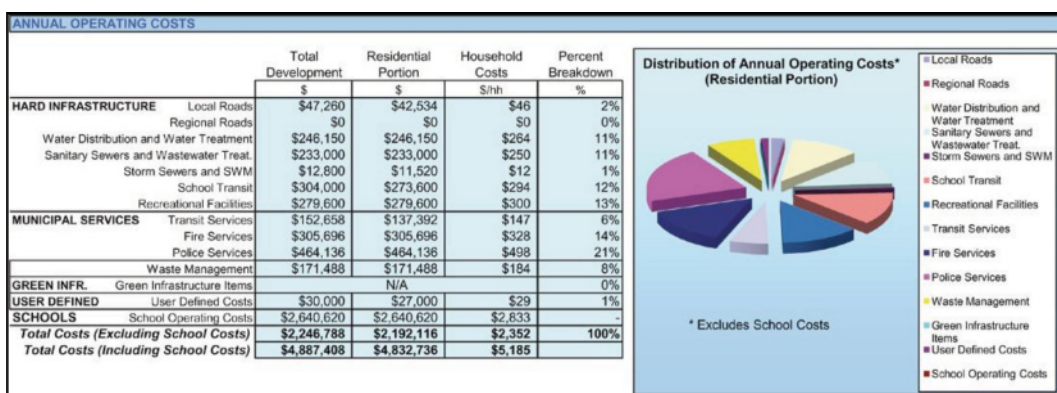 ANNUAL OPERATING COSTS
Total Development Residential Portion Household Costs Percent Breakdown
$ $ $/hh %
HARD INFRASTRUCTURE Local Roads $47,260 $42,534 $46 2%
Regional Roads $0 $0 $0 0%
Water Distribution and Water Treatment $246,150 $246,150 $264 11%
Sanitary Sewers and Wastewater Treat. $233,000 $233,000 $250 11%
Storm Sewers and SWM $12,800 $11,520 $12 1%
School Transit $304,000 $273,600 $294 12%
Recreational Facilities $279,600 $279,600 $300 13%
MUNICIPAL SERVICES Transit Services $152,658 $137,392 $147 6%
Fire Services $305,696 $305,696 $328 14%
Police Services $464,136 $464,136 $498 21%
Waste Management $171,488 $171,488 $184 8%
GREEN INFR. Green Infrastructure Items N/A 0%
USER DEFINED User Defined Costs $30,000 $27,000 $29 1%
SCHOOLS School Operating Costs $2,640,620 $2,640,620 $2,833 -
Total Costs (Excluding School Costs) $2,246,788 $2,192,116 $2,352 100%
Total Costs (Including School Costs) $4,887,408 $4,832,736 $5,185
Distribution of Annual Operating Costs*
(Residential Portion)
* Excludes School Costs
Local Roads
Regional Roads
Water Distribution and
Water Treatment
Sanitary Sewers and
Wastewater Treat.
Storm Sewers and SWM
School Transit
Recreational Facilities
Transit Services
Fire Services
Police Services
Waste Management
Green Infrastructure
Items
User Defined Costs
School Operating Costs